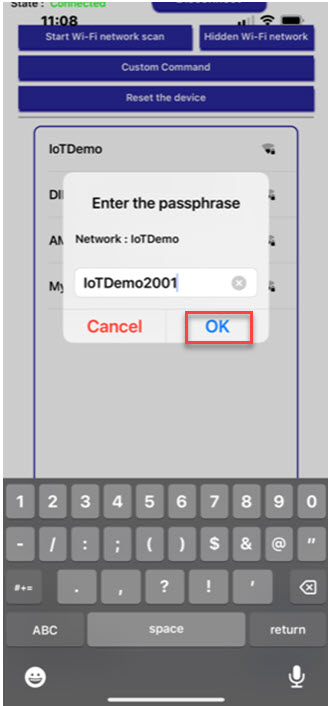 State : Connected
11:08
Start Wi-Fi network scan Hidden Wi-Fi network
Custom Command
Reset the device
IoTDemo
AM
My
Enter the passphrase
Network : IoTDemo
IoTDemo2001
Cancel OK
1 2 3 4 5 6 7 8 9 0
- / : ; ( ) $ & @ "
#+= . , ? ! '
ABC space return